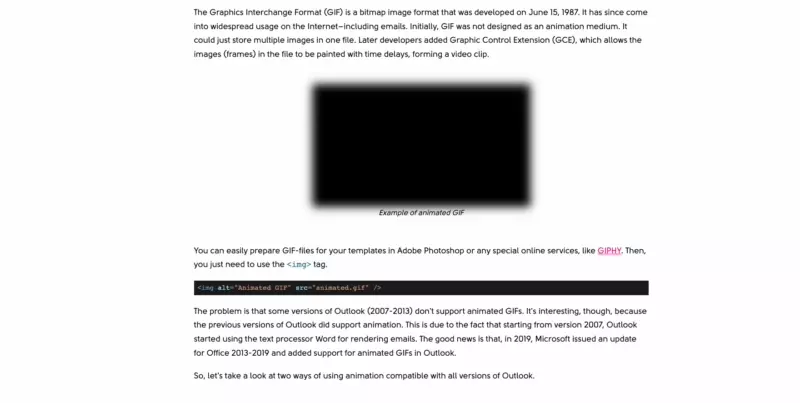 The Graphics Interchange Format (GIF) is a bitmap image format that was developed on June 15, 1987. It has since come
into widespread usage on the Internet—including emails. Initially, GIF was not designed as an animation medium. It
could just store multiple images in one file. Later developers added Graphic Control Extension (GCE), which allows the
images (frames) in the file to be painted with time delays, forming a video clip.
Example of animated GIF
You can easily prepare GIF-files for your templates in Adobe Photoshop or any special online services, like GIPHY. Then,
you just need to use the <img> tag.
<img alt="Animated GIF" src="animated.gif" />
The problem is that some versions of Outlook (2007-2013) don't support animated GIFs. It's interesting, though, because
the previous versions of Outlook did support animation. This is due to the fact that starting from version 2007, Outlook
started using the text processor Word for rendering emails. The good news is that, in 2019, Microsoft issued an update
for Office 2013-2019 and added support for animated GIFs in Outlook.
So, let's take a look at two ways of using animation compatible with all versions of Outlook.